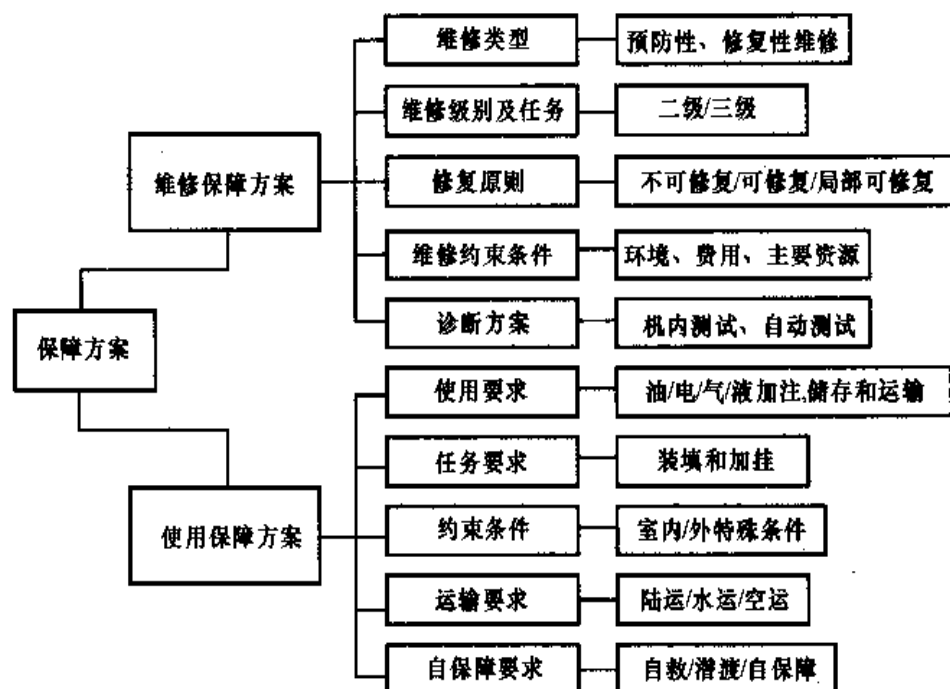 维修类型
预防性、修复性维修
维修级别及任务
二级/三级
维修保障方案
修复原则
不可修复/可修复/局部可修复
维修约束条件
环境、费用、主要资源
诊断方案
机内测试、自动测试
保障方案
使用要求
油/电/气/液加注,储存和运输
任务要求
装填和加挂
使用保障方案
约束条件
室内/外特殊条件
运输要求
陆运/水运/空运
自保障要求
自救/潜渡/自保障